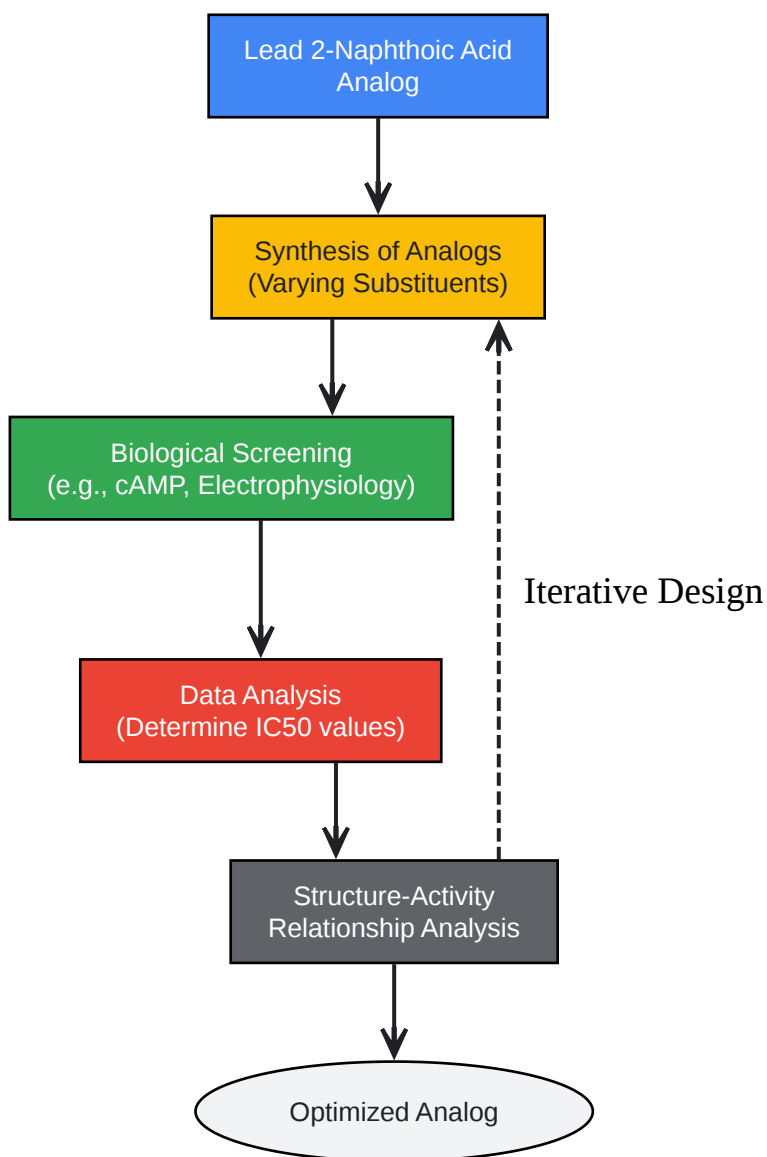 Lead 2-Naphthoic Acid
Analog
Synthesis of Analogs
(Varying Substituents)
Biological Screening
(e.g., cAMP, Electrophysiology)
Iterative Design
Data Analysis
(Determine IC50 values)
Structure-Activity
Relationship Analysis
Optimized Analog